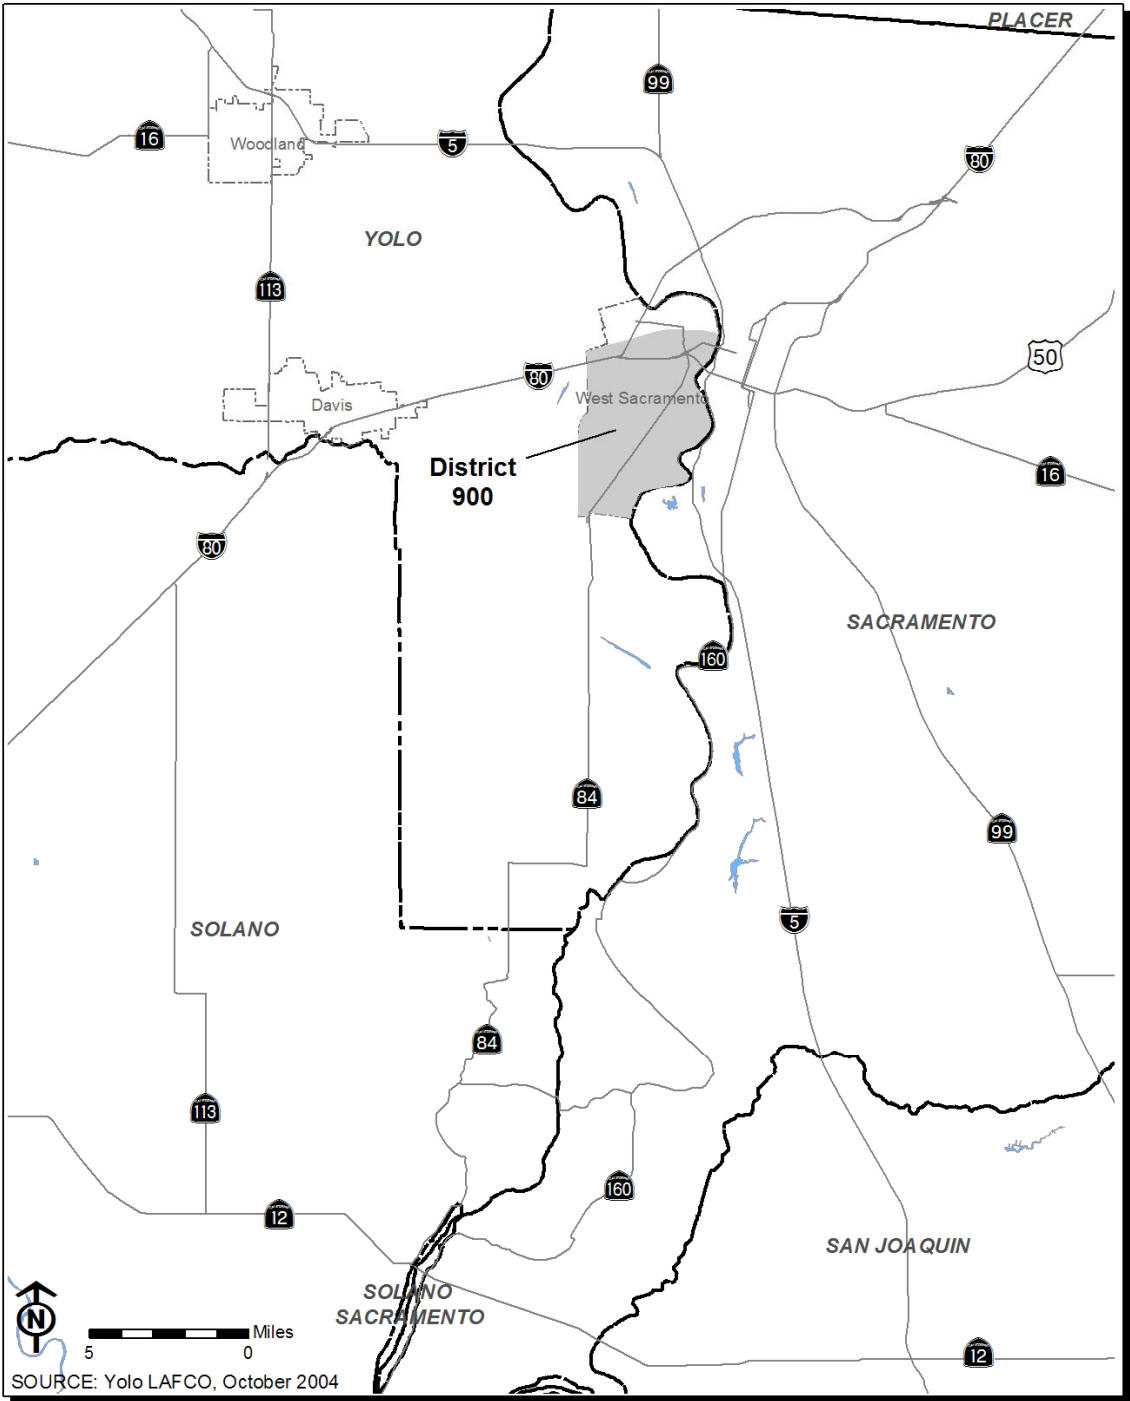 PLACER
99
16
Woodland
5
80
YOLO
113
50
80
Davis
West Sacramento
District
900
16
80
SACRAMENTO
160
84
99
5
SOLANO
84
113
160
12
SAN JOAQUIN
SOLANO
SACRAMENTO
N
Miles
5 0
12
SOURCE: Yolo LAFCO, October 2004